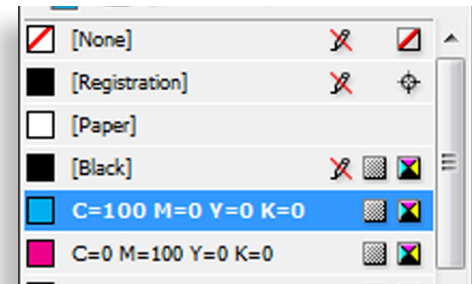 [None]
[Registration]
[Paper]
[Black]
C=100 M=0 Y=0 K=0
C=0 M=100 Y=0 K=0